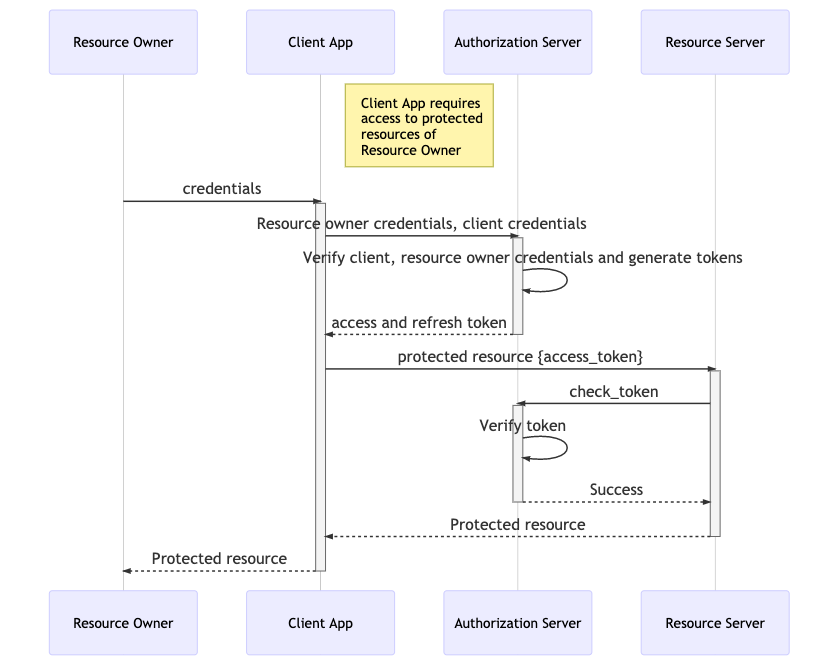 Resource Owner
Client App
Authorization Server
Resource Server
Client App requires
access to protected
resources of
Resource Owner
credentials
Resource owner credentials, client credentials
Verify client, resource owner credentials and generate tokens
access and refresh token
protected resource {access_token}
check_token
Verify token
Success
Protected resource
Protected resource
Resource Owner
Client App
Authorization Server
Resource Server